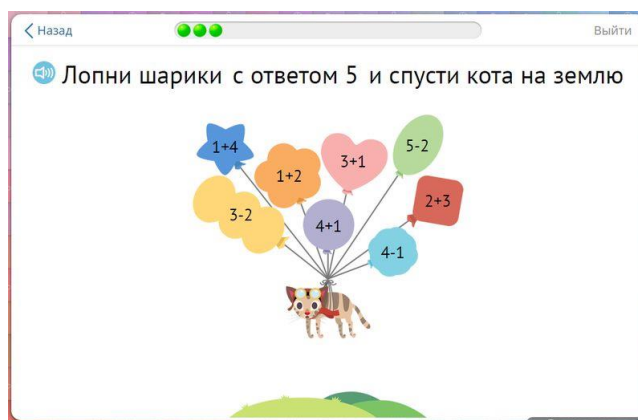 Назад
Выйти
Лопни шарики с ответом 5 и спусти кота на землю
1+4
1+2
3+1
5-2
3-2
4+1
2+3
4-1